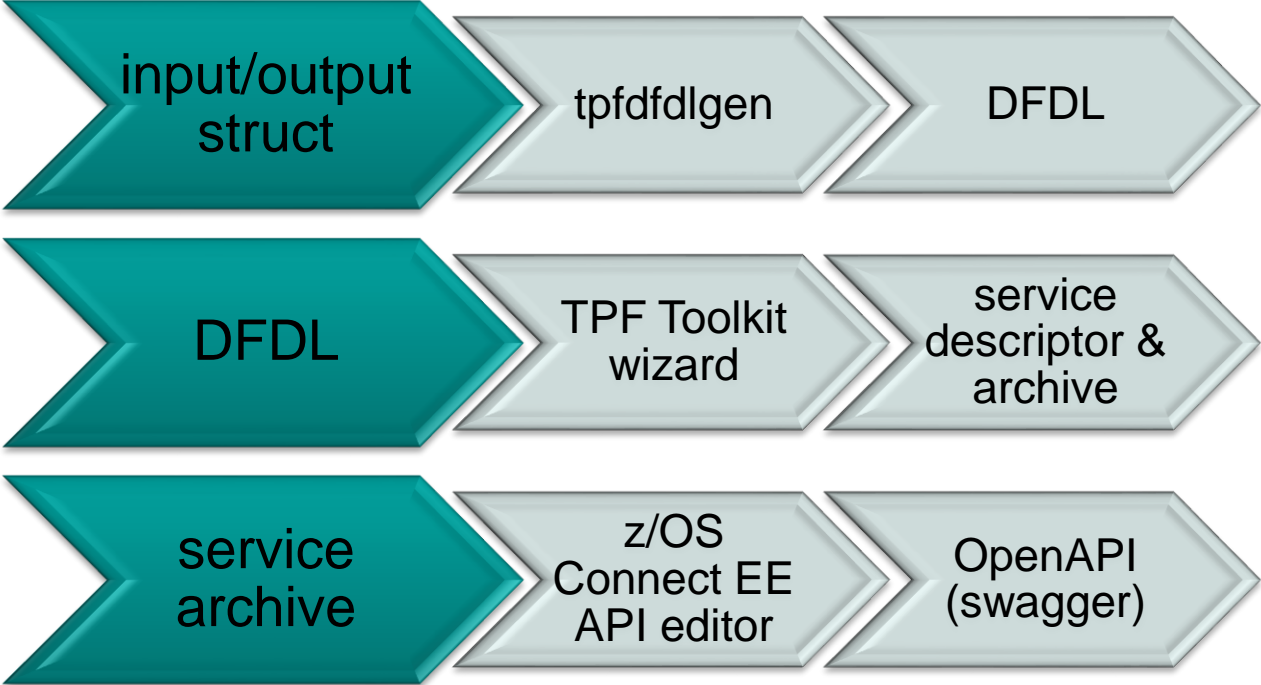 input/output
struct
tpfdfdlgen
DFDL
DFDL
TPF Toolkit
wizard
service
descriptor &
archive
service
archive
z/OS
Connect EE
API editor
OpenAPI
(swagger)